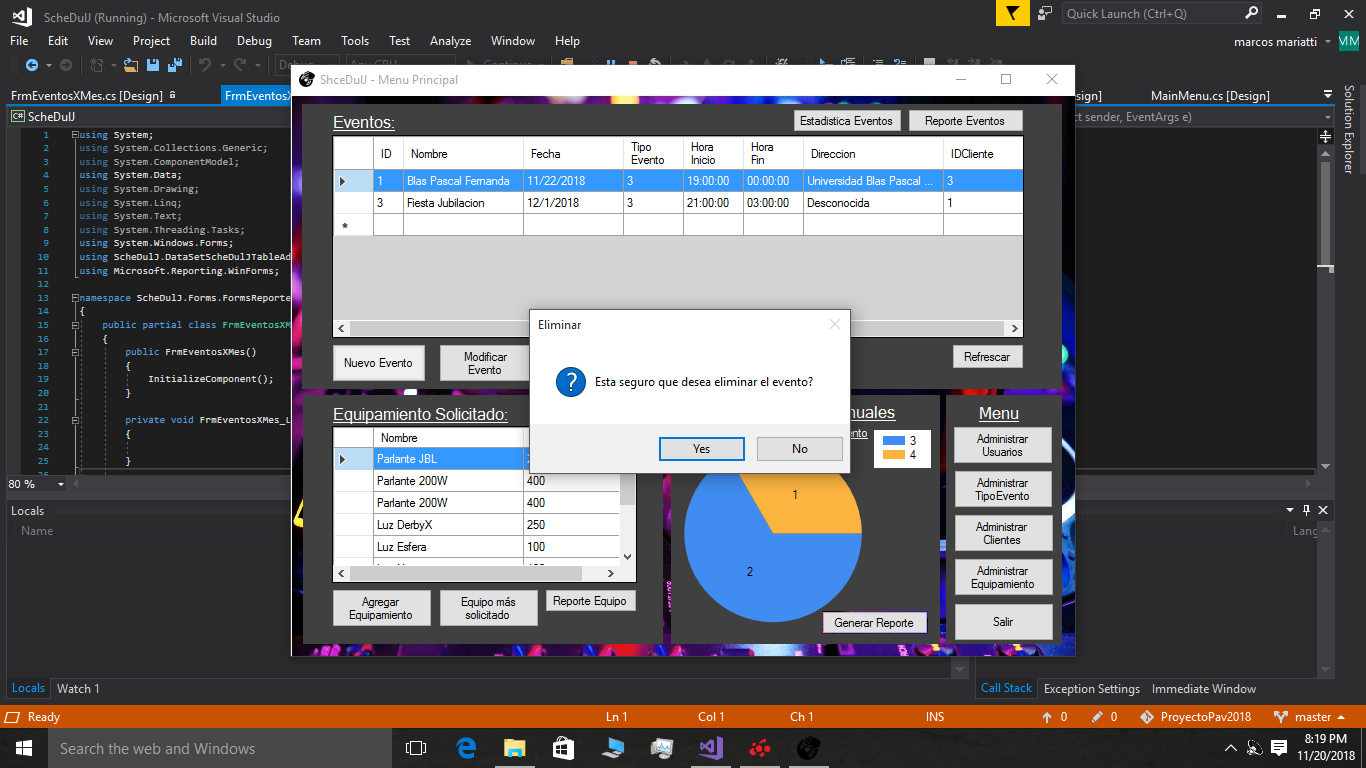 ScheDulJ (Running) - Microsoft Visual Studio
Quick Launch (Ctrl+Q)
File Edit View Project Build Debug Team Tools Test Analyze Window Help
marcos mariatti MM
ShceDulJ - Menu Principal
FrmEventosXMes.cs [Design]
FrmEventosX
MainMenu.cs [Design]
Solution Explorer
C# ScheDulJ
ct sender, EventArgs e)
1 using System;
2 using System.Collections.Generic;
3 using System.ComponentModel;
4 using System.Data;
5 using System.Drawing;
6 using System.Linq;
7 using System.Text;
8 using System.Threading.Tasks;
9 using System.Windows.Forms;
10 using ScheDulJ.DataSetScheDulJTableAd
11 using Microsoft.Reporting.WinForms;
12
13 namespace ScheDulJ.Forms.FormsReporte
14 {
15 public partial class FrmEventosXM
16 {
17 public FrmEventosXMes()
18 {
19 InitializeComponent();
20 }
21
22 private void FrmEventosXMes_L
23 {
24
25 }
80 %
Eventos:
Estadistica Eventos
Reporte Eventos
ID Nombre Fecha Tipo Evento Hora Inicio Hora Fin Direccion IDCliente
1 Blas Pascal Fernanda 11/22/2018 3 19:00:00 00:00:00 Universidad Blas Pascal ... 3
3 Fiesta Jubilacion 12/1/2018 3 21:00:00 03:00:00 Desconocida 1
*
Nuevo Evento
Modificar Evento
Refrescar
Eliminar
? Esta seguro que desea eliminar el evento?
Yes
No
Equipamiento Solicitado:
Nombre
Parlante JBL
Parlante 200W 400
Parlante 200W 400
Luz DerbyX 250
Luz Esfera 100
Agregar Equipamiento
Equipo más solicitado
Reporte Equipo
nuales
ento
3
4
1
2
Generar Reporte
Menu
Administrar Usuarios
Administrar TipoEvento
Administrar Clientes
Administrar Equipamiento
Salir
Locals
Name
Lang
Locals Watch 1
Call Stack Exception Settings Immediate Window
Ready Ln 1 Col 1 Ch 1 INS 0 0 ProyectoPav2018 master
Search the web and Windows
8:19 PM
11/20/2018